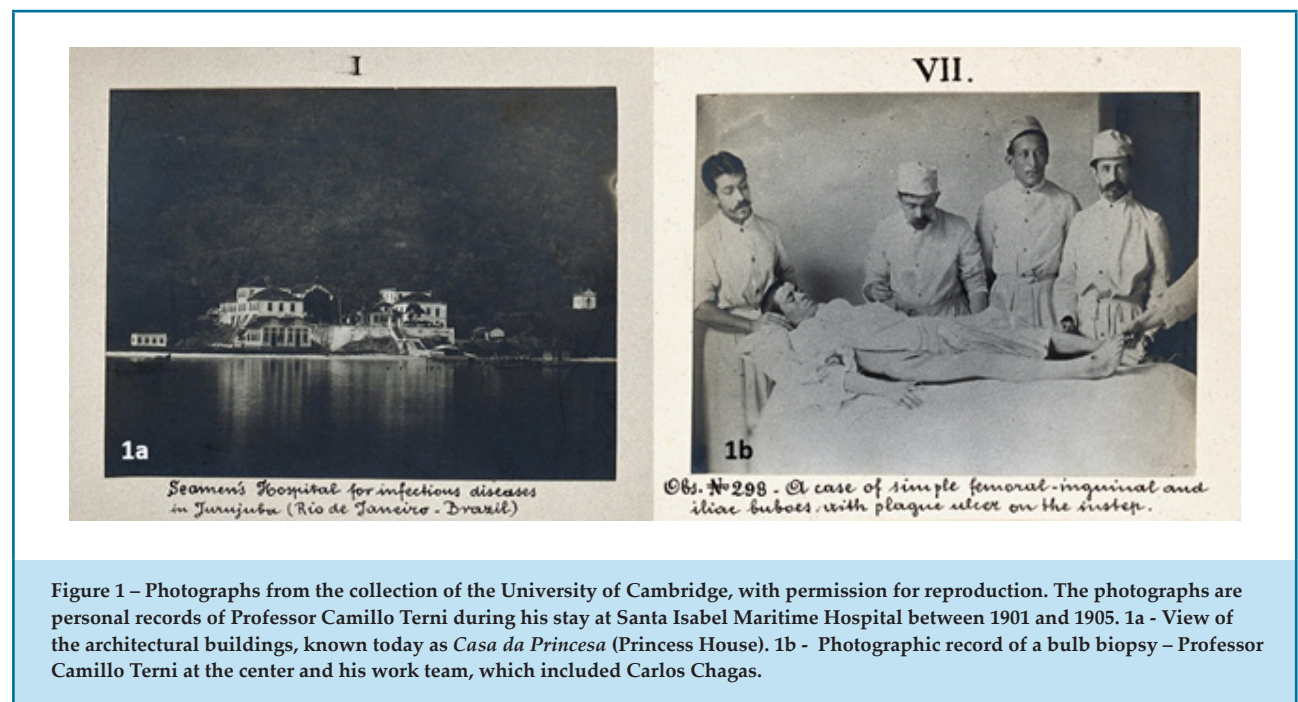 I
1a
Seamen's Hospital for infectious diseases
in Jurujuba (Rio de Janeiro - Brazil)
VII.
1b
Obs. No 298 - A case of simple femoral-inguinal and
iliac buboes with plague ulcer on the instep.
Figure 1 – Photographs from the collection of the University of Cambridge, with permission for reproduction. The photographs are
personal records of Professor Camillo Terni during his stay at Santa Isabel Maritime Hospital between 1901 and 1905. 1a - View of
the architectural buildings, known today as Casa da Princesa (Princess House). 1b - Photographic record of a bulb biopsy – Professor
Camillo Terni at the center and his work team, which included Carlos Chagas.